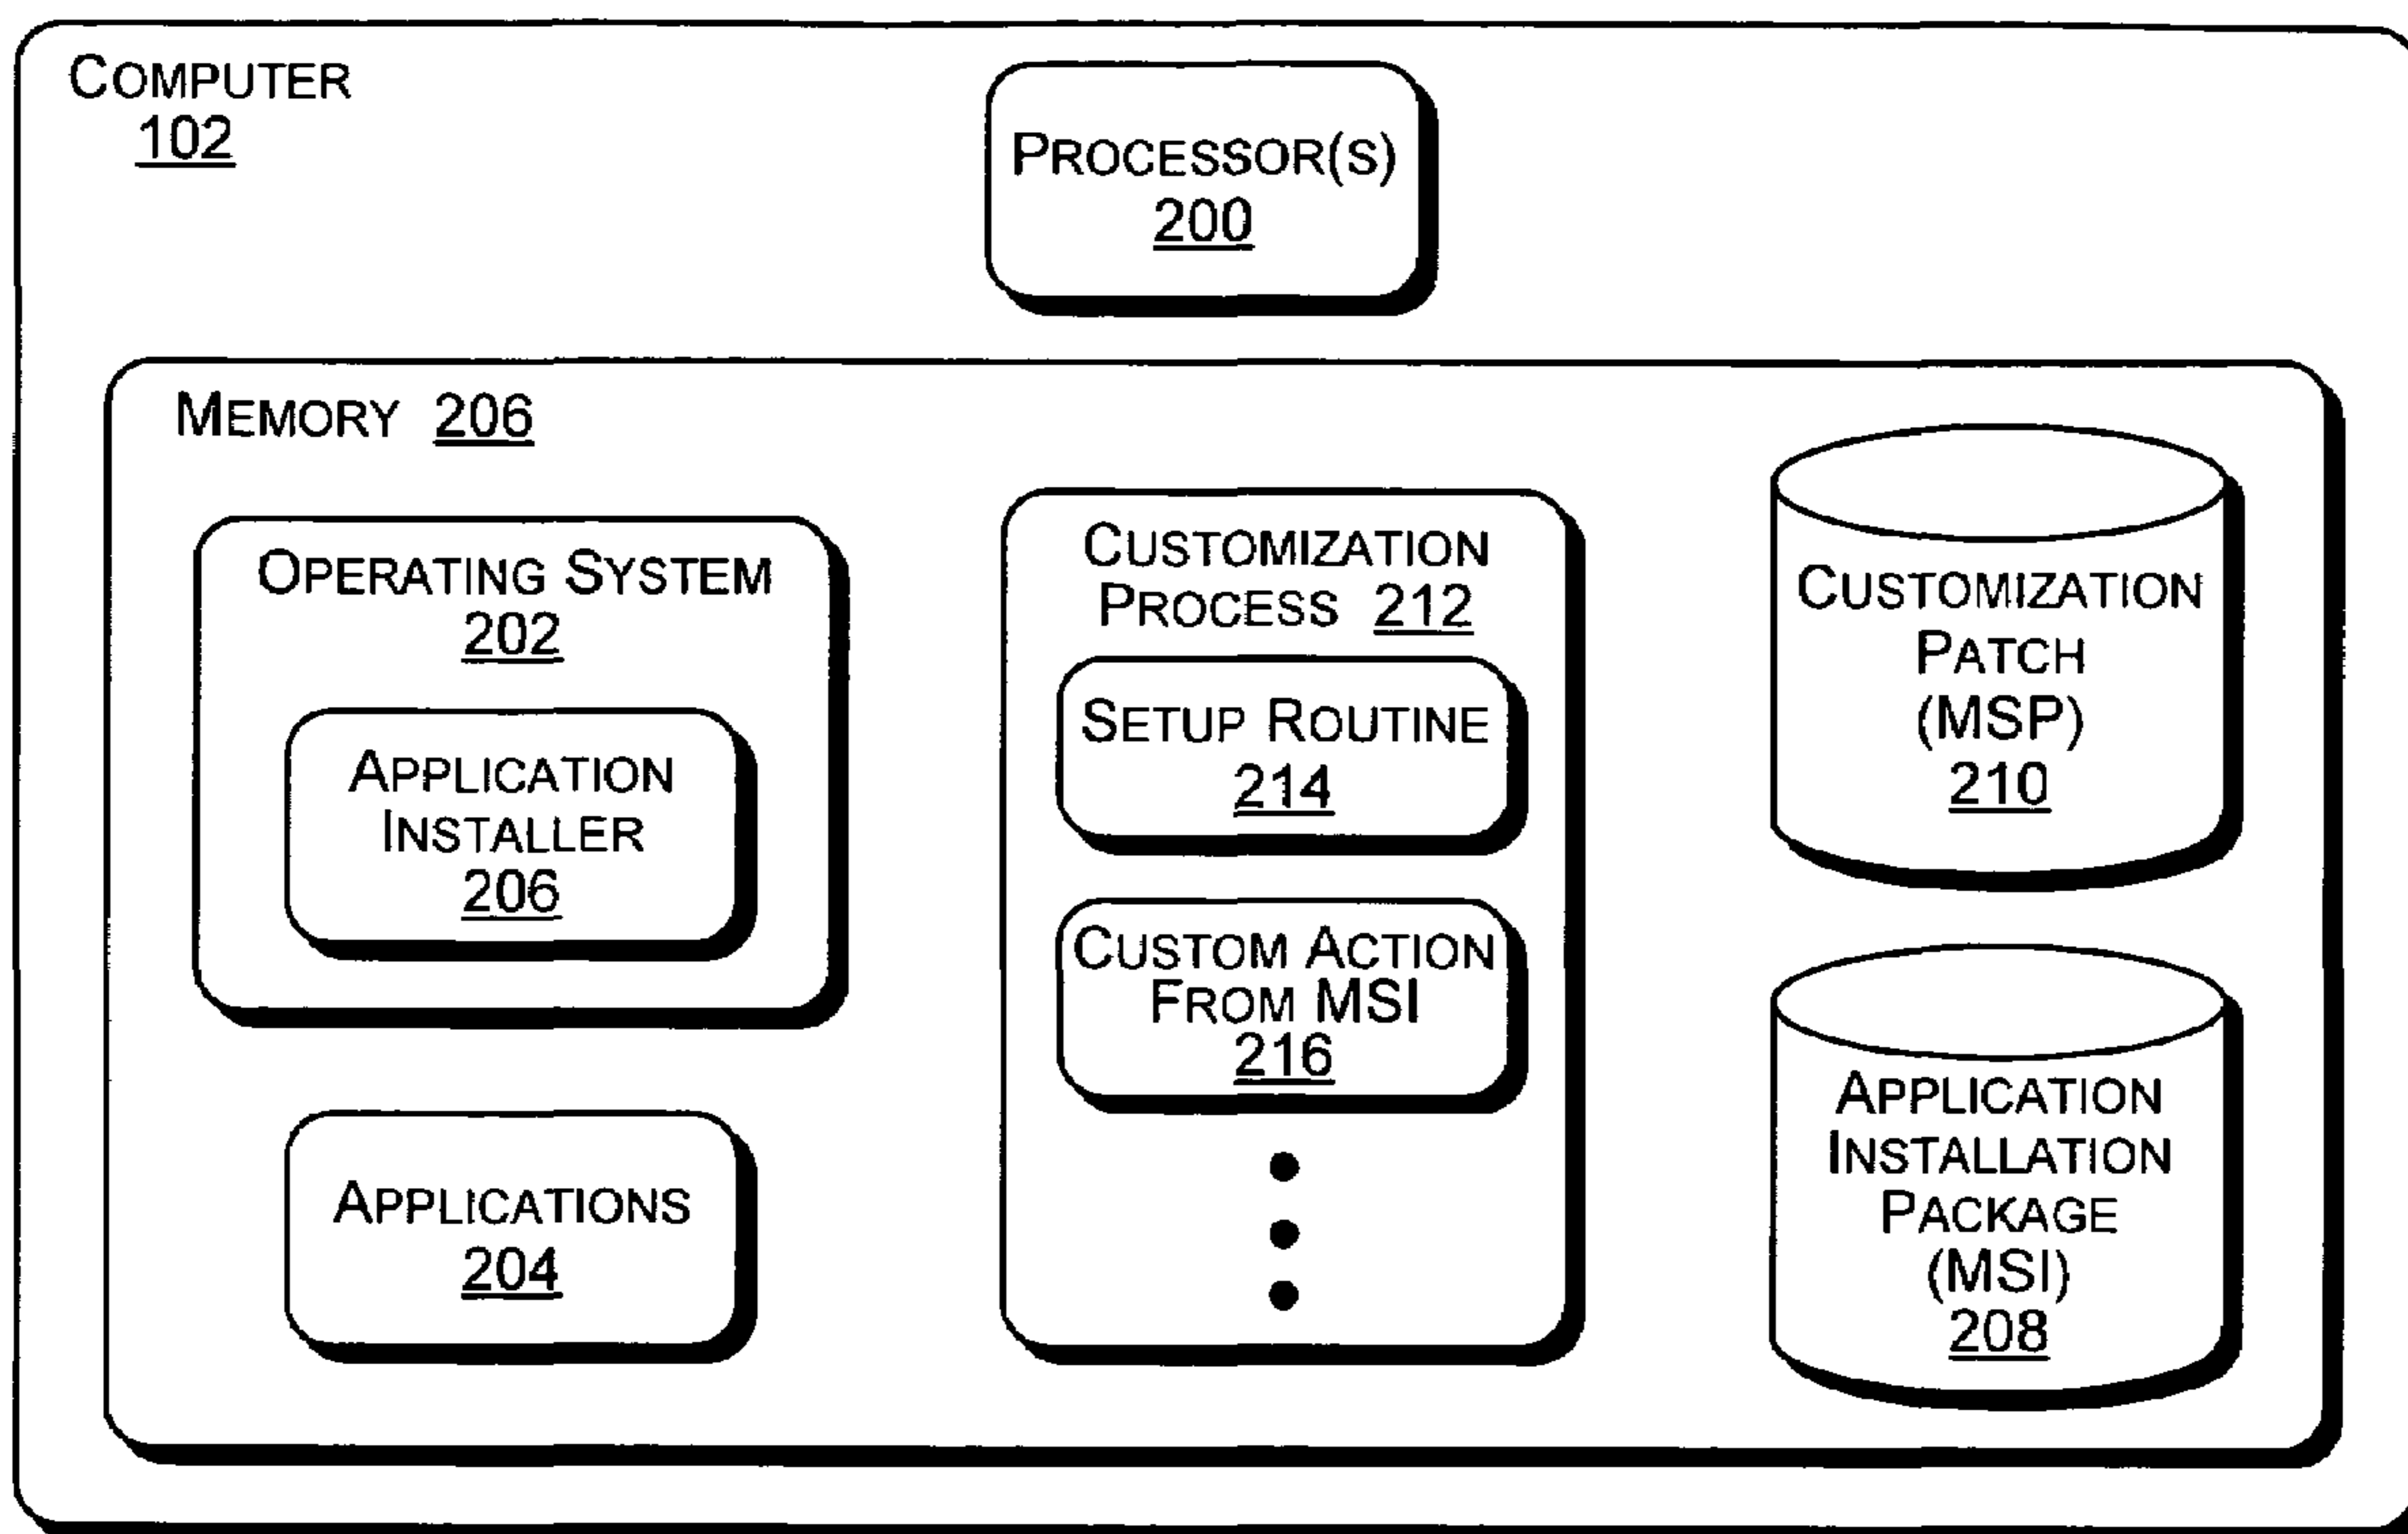 COMPUTER
102
PROCESSOR(S)
200
MEMORY 206
OPERATING SYSTEM
202
APPLICATION
INSTALLER
206
APPLICATIONS
204
CUSTOMIZATION
PROCESS 212
SETUP ROUTINE
214
CUSTOM ACTION
FROM MSI
216
CUSTOMIZATION
PATCH
(MSP)
210
APPLICATION
INSTALLATION
PACKAGE
(MSI)
208